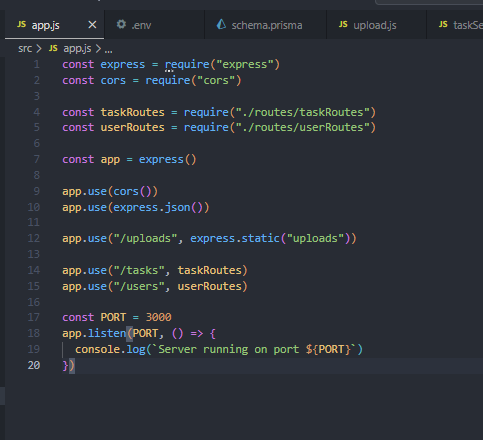 JS app.js × .env schema.prisma JS upload.js JS taskSe
src > JS app.js > ...
1 const express = require("express")
2 const cors = require("cors")
3
4 const taskRoutes = require("./routes/taskRoutes")
5 const userRoutes = require("./routes/userRoutes")
6
7 const app = express()
8
9 app.use(cors())
10 app.use(express.json())
11
12 app.use("/uploads", express.static("uploads"))
13
14 app.use("/tasks", taskRoutes)
15 app.use("/users", userRoutes)
16
17 const PORT = 3000
18 app.listen(PORT, () => {
19   console.log(`Server running on port ${PORT}`)
20 })